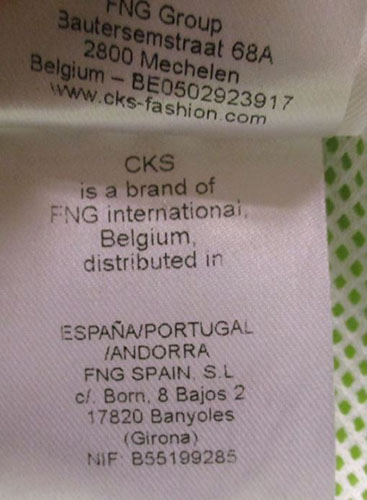 FNG Group
Bautersemstraat 68A
2800 Mechelen
Belgium – BE0502923917
www.cks-fashion.com
CKS
is a brand of
FNG international,
Belgium,
distributed in
ESPAÑA/PORTUGAL
/ANDORRA
FNG SPAIN, S.L
c/. Born, 8 Bajos 2
17820 Banyoles
(Girona)
NIF: B55199285